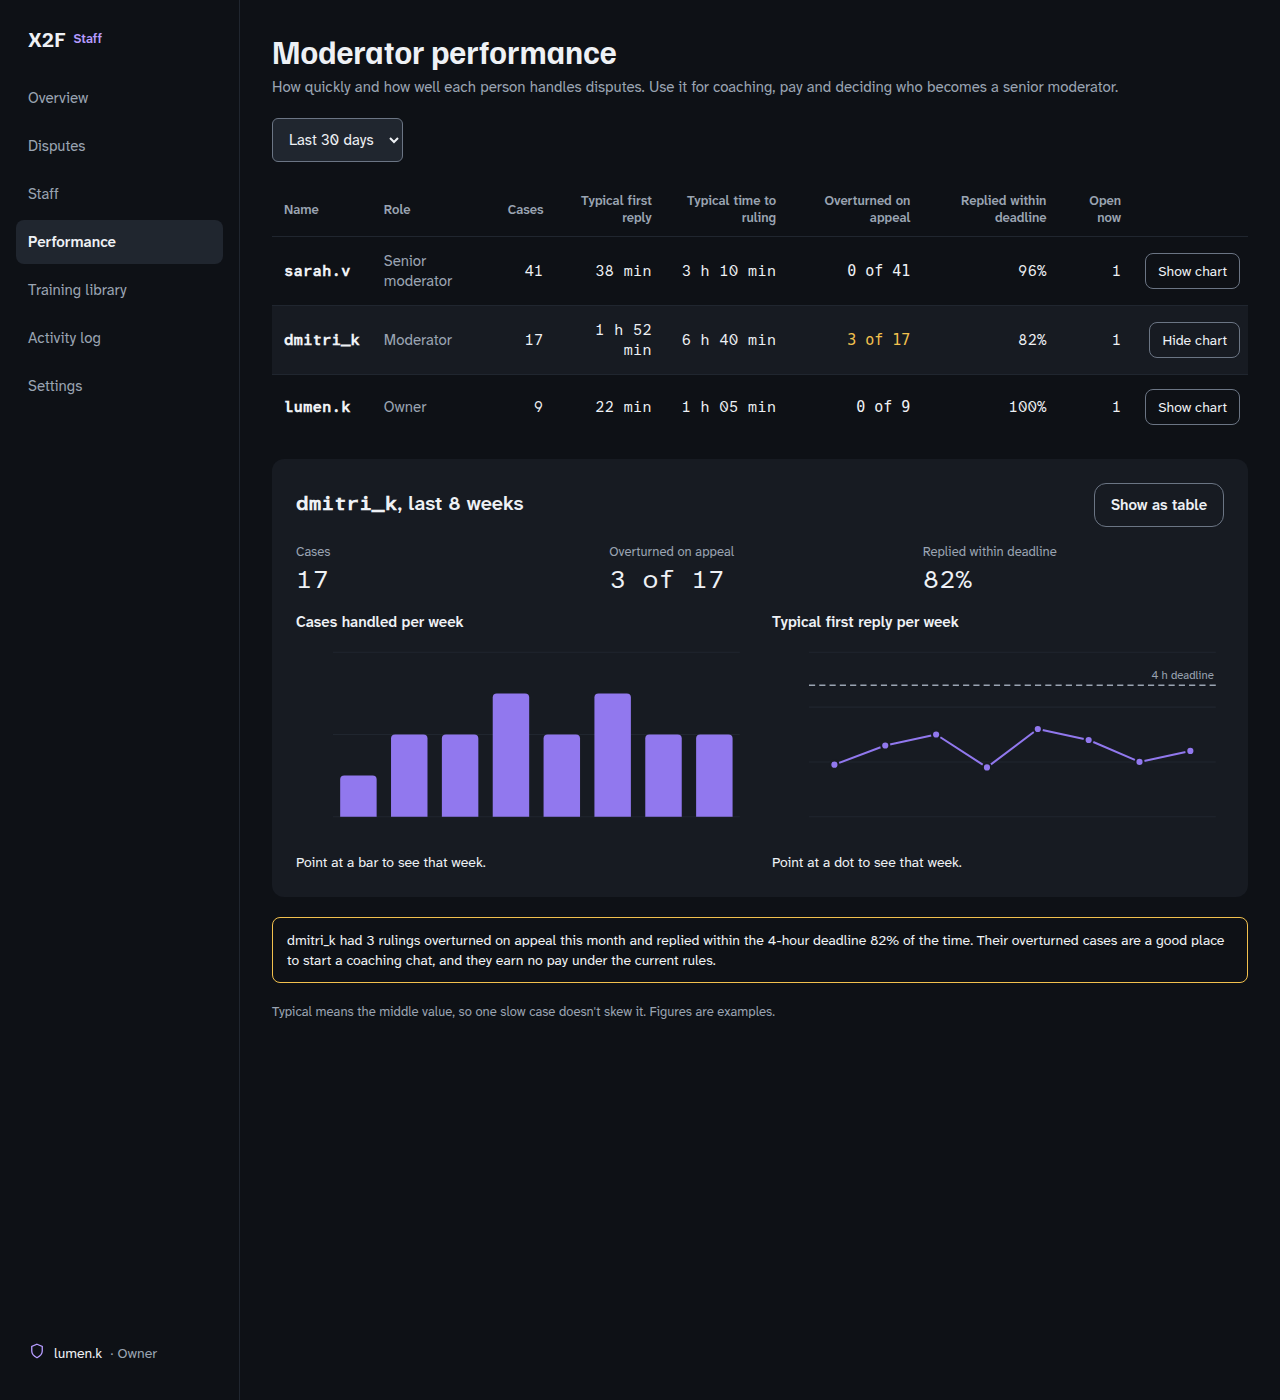 X2F Staff
Overview
Disputes
Staff
Performance
Training library
Activity log
Settings
lumen.k · Owner
Moderator performance
How quickly and how well each person handles disputes. Use it for coaching, pay and deciding who becomes a senior moderator.
Last 30 days
Name Role Cases Typical first reply Typical time to ruling Overturned on appeal Replied within deadline Open now
sarah.v Senior moderator 41 38 min 3 h 10 min 0 of 41 96% 1 Show chart
dmitri_k Moderator 17 1 h 52 min 6 h 40 min 3 of 17 82% 1 Hide chart
lumen.k Owner 9 22 min 1 h 05 min 0 of 9 100% 1 Show chart
dmitri_k, last 8 weeks
Show as table
Cases Overturned on appeal Replied within deadline
17 3 of 17 82%
Cases handled per week
Point at a bar to see that week.
Typical first reply per week
4 h deadline
Point at a dot to see that week.
dmitri_k had 3 rulings overturned on appeal this month and replied within the 4-hour deadline 82% of the time. Their overturned cases are a good place
to start a coaching chat, and they earn no pay under the current rules.
Typical means the middle value, so one slow case doesn't skew it. Figures are examples.